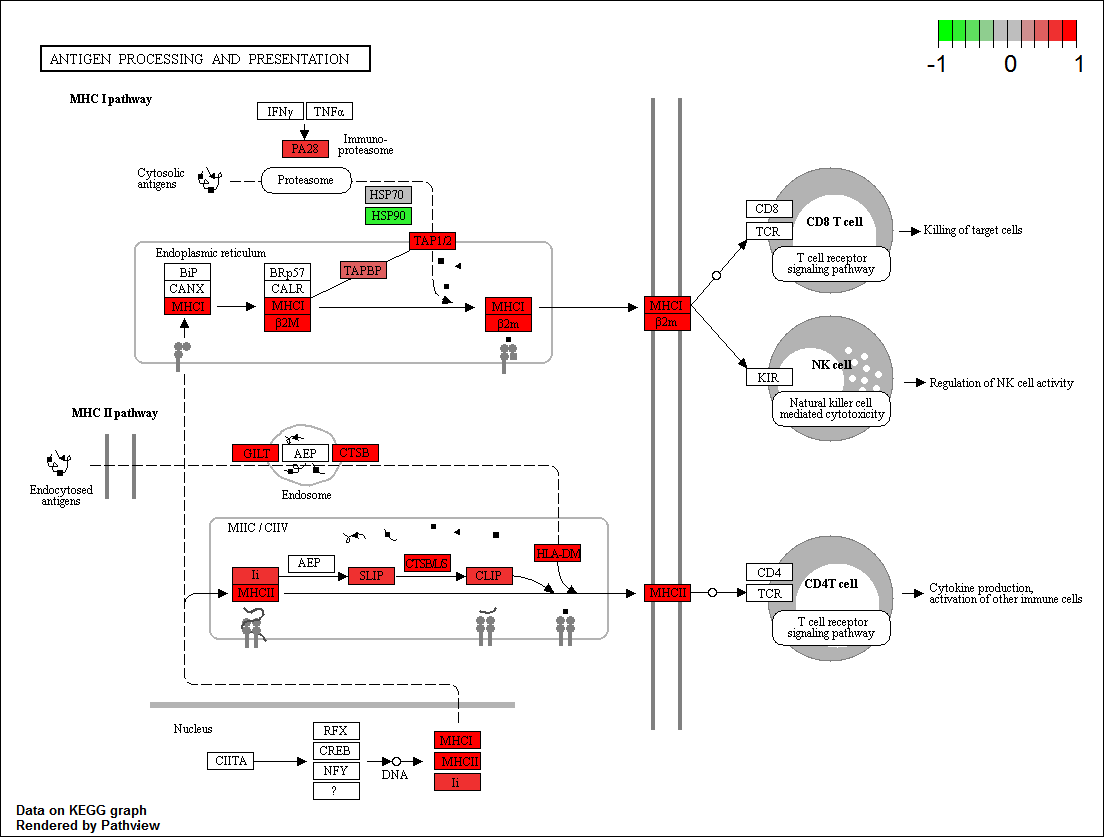 -1 0 1
ANTIGEN PROCESSING AND PRESENTATION
MHC I pathway
IFNγ TNFα
PA28
Immuno-
proteasome
Cytosolic
antigens
Proteasome
HSP70
HSP90
TAP1/2
Endoplasmic reticulum
TAPBP
BiP
CANX
MHCI
BRp57
CALR
MHCI
β2M
MHCI
β2m
MHCI
β2m
CD8
TCR
CD8 T cell
T cell receptor
signaling pathway
Killing of target cells
KIR
NK cell
Natural killer cell
mediated cytotoxicity
Regulation of NK cell activity
MHC II pathway
Endocytosed
antigens
GILT AEP CTSB
Endosome
MIIC / CIIV
HLA-DM
AEP
CTSB/LS
Ii
SLIP
CLIP
MHCII
MHCII
CD4
TCR
CD4T cell
T cell receptor
signaling pathway
Cytokine production,
activation of other immune cells
Nucleus
CIITA
RFX
CREB
NFY
?
DNA
MHCI
MHCII
Ii
Data on KEGG graph
Rendered by Pathview